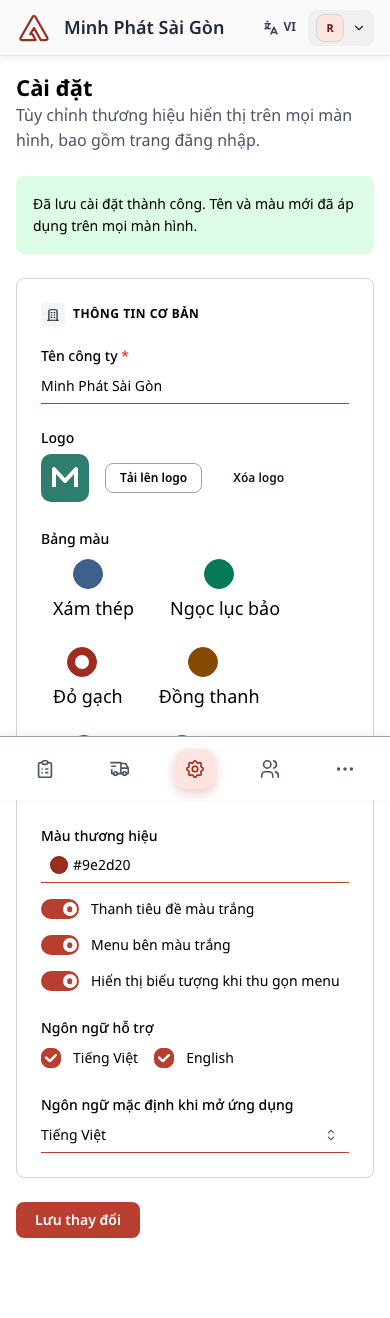 Minh Phát Sài Gòn
VI
R
Cài đặt
Tùy chỉnh thương hiệu hiển thị trên mọi màn
hình, bao gồm trang đăng nhập.
Đã lưu cài đặt thành công. Tên và màu mới đã áp
dụng trên mọi màn hình.
THÔNG TIN CƠ BẢN
Tên công ty *
Minh Phát Sài Gòn
Logo
M
Tải lên logo
Xóa logo
Bảng màu
Xám thép
Ngọc lục bảo
Đỏ gạch
Đồng thanh
Màu thương hiệu
#9e2d20
Thanh tiêu đề màu trắng
Menu bên màu trắng
Hiển thị biểu tượng khi thu gọn menu
Ngôn ngữ hỗ trợ
Tiếng Việt
English
Ngôn ngữ mặc định khi mở ứng dụng
Tiếng Việt
Lưu thay đổi